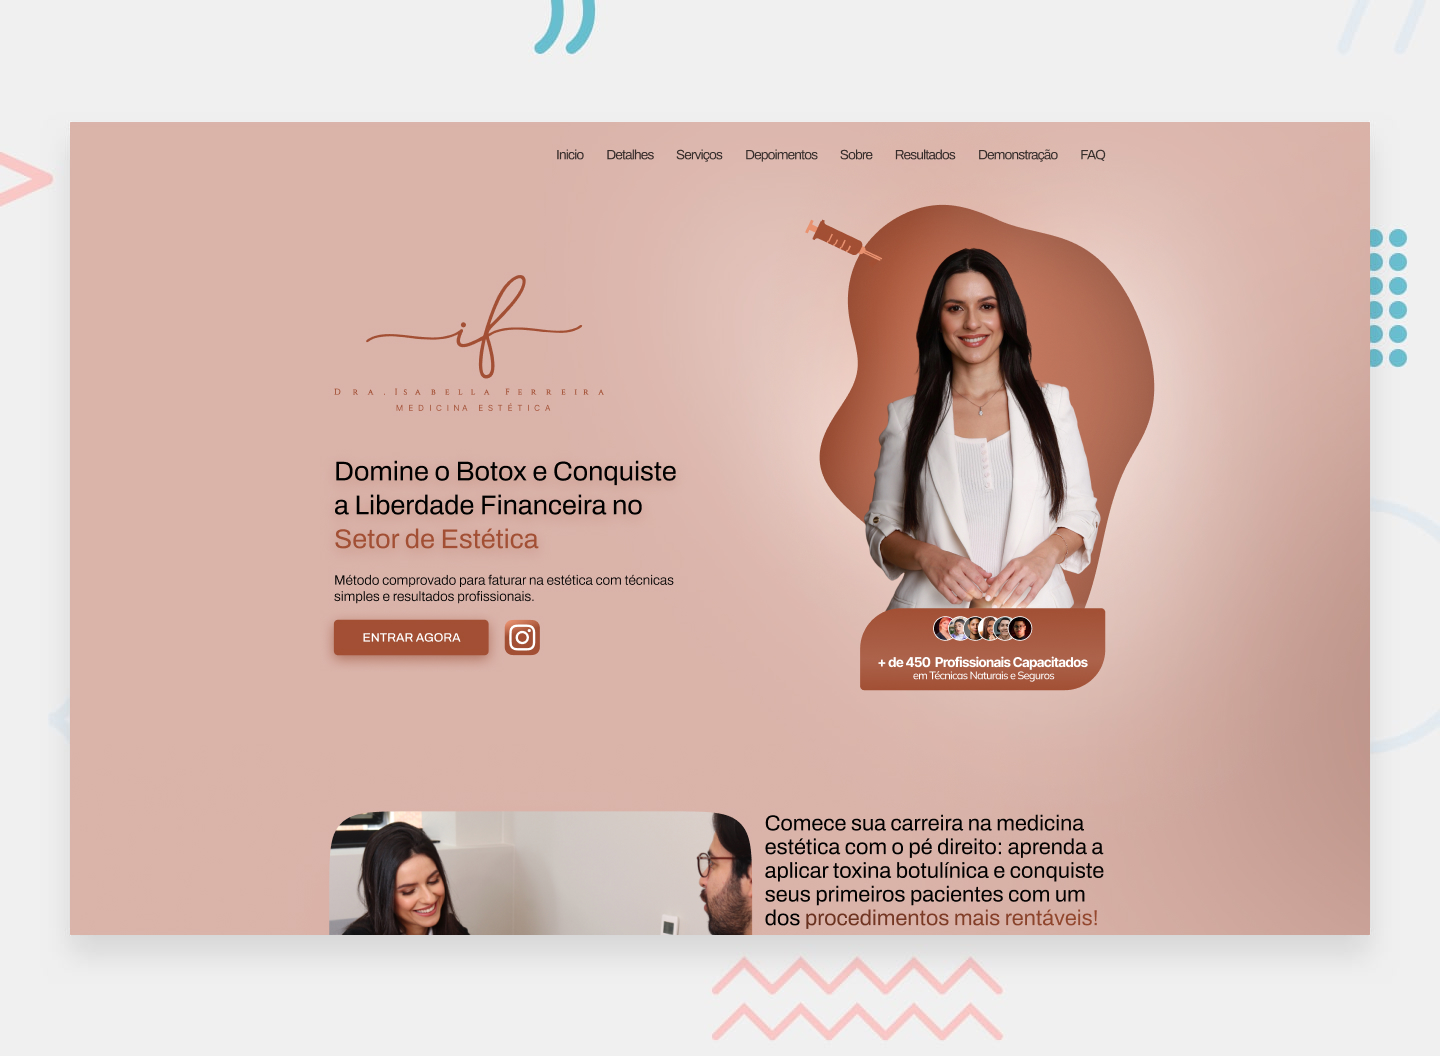 Inicio Detalhes Serviços Depoimentos Sobre Resultados Demonstração FAQ
if
Dra. Isabella Ferreira
MEDICINA ESTÉTICA
Domine o Botox e Conquiste
a Liberdade Financeira no
Setor de Estética
Método comprovado para faturar na estética com técnicas
simples e resultados profissionais.
ENTRAR AGORA
+ de 450 Profissionais Capacitados
em Técnicas Naturais e Seguros
Comece sua carreira na medicina
estética com o pé direito: aprenda a
aplicar toxina botulínica e conquiste
seus primeiros pacientes com um
dos procedimentos mais rentáveis!